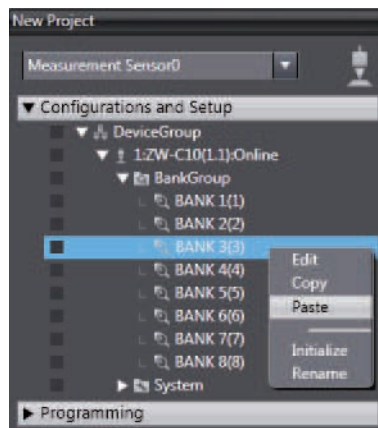 New Project
Measurement Sensor0
Configurations and Setup
DeviceGroup
1:ZW-C10(1.1):Online
BankGroup
BANK 1(1)
BANK 2(2)
BANK 3(3)
Edit
BANK 4(4)
Copy
BANK 5(5)
Paste
BANK 6(6)
BANK 7(7)
Initialize
BANK 8(8)
Rename
System
Programming